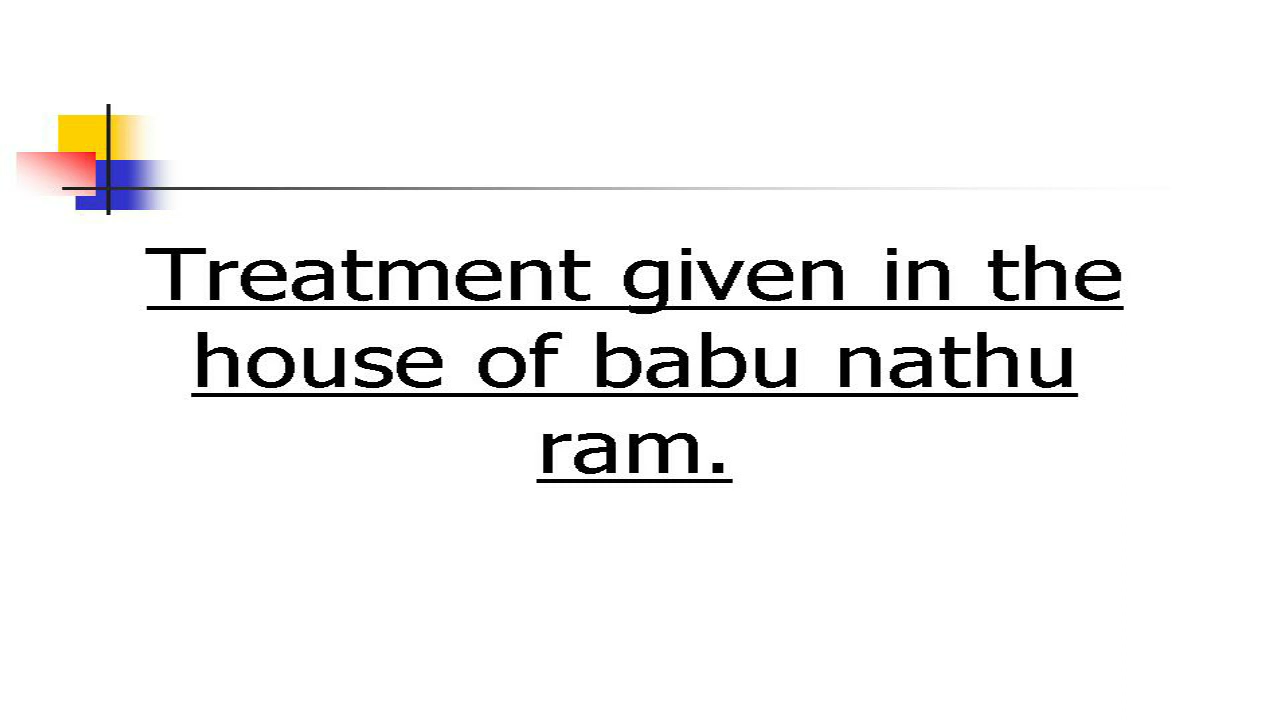 Treatment given in the
house of babu nathu
ram.